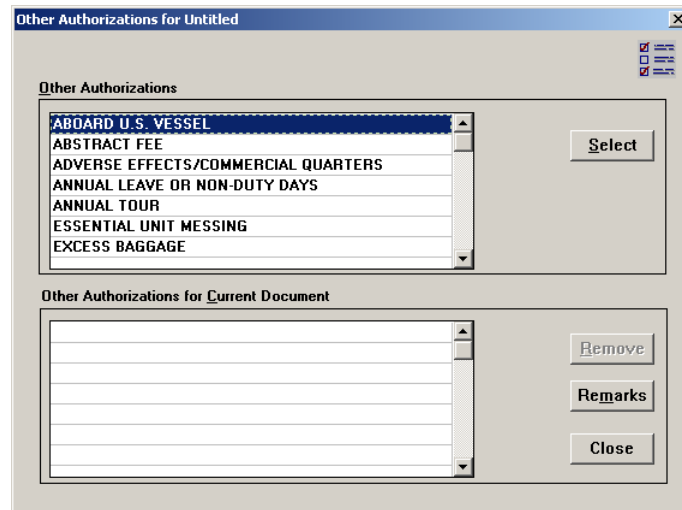 Other Authorizations for Untitled
Other Authorizations
ABOARD U.S. VESSEL
ABSTRACT FEE
ADVERSE EFFECTS/COMMERCIAL QUARTERS
ANNUAL LEAVE OR NON-DUTY DAYS
ANNUAL TOUR
ESSENTIAL UNIT MESSING
EXCESS BAGGAGE
Select
Other Authorizations for Current Document
Remove
Remarks
Close